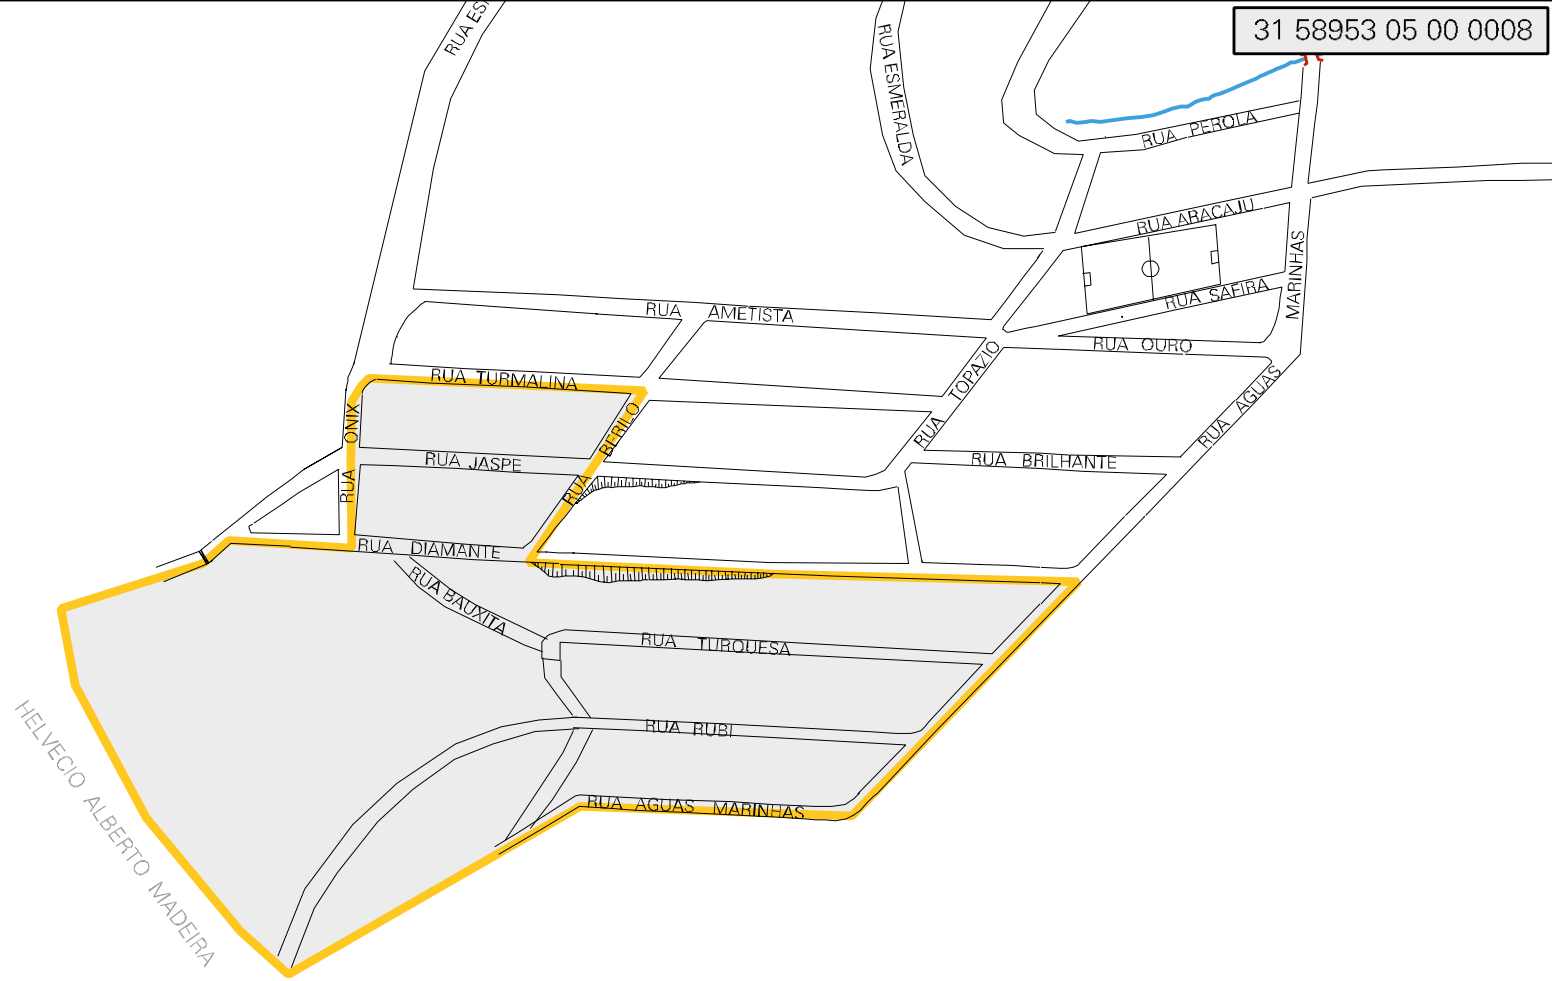 31 58953 05 00 0008
RUA ES
RUA ESMERALDA
RUA PEROLA
RUA ARACAJU
RUA SAFIRA
MARINHAS
RUA AMETISTA
RUA OURO
RUA TOPAZIO
RUA AGUAS
RUA TURMALINA
RUA ONIX
RUA BERILO
RUA JASPE
RUA BRILHANTE
RUA DIAMANTE
RUA BAUXITA
RUA TURQUESA
RUA RUBI
RUA AGUAS MARINHAS
HELVECIO ALBERTO MADEIRA